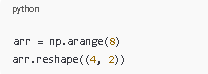 python
arr = np.arange(8)
arr.reshape((4, 2))